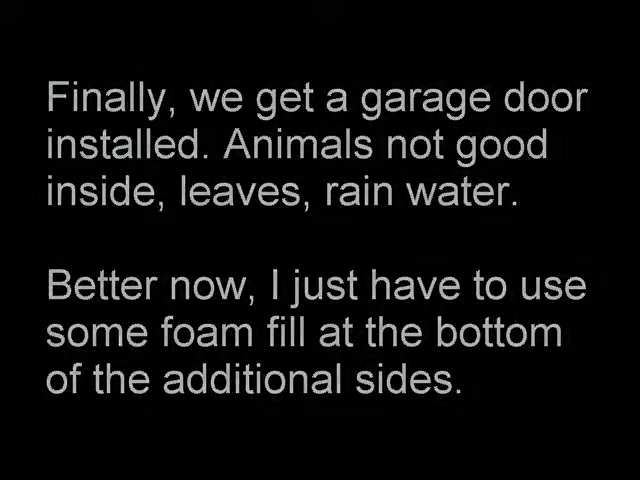 Finally, we get a garage door
installed. Animals not good
inside, leaves, rain water.
Better now, I just have to use
some foam fill at the bottom
of the additional sides.